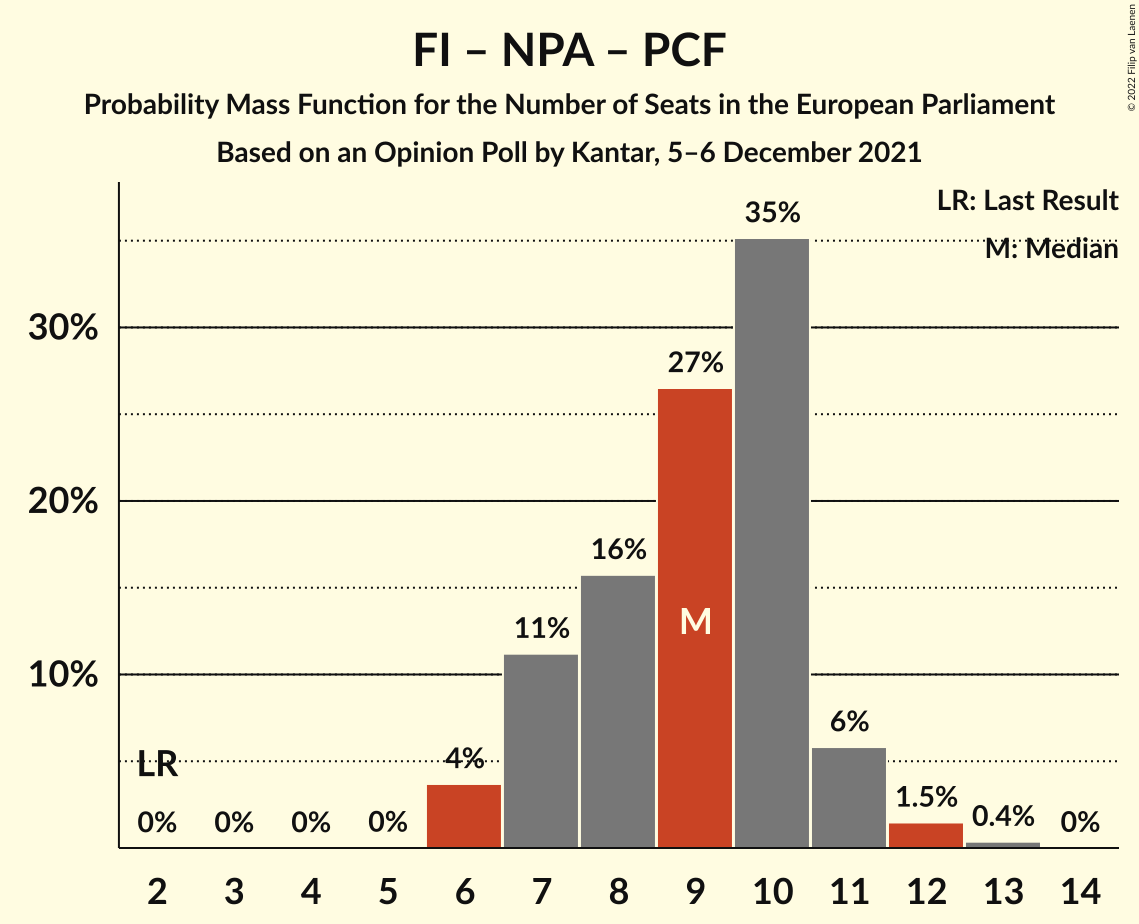 FI – NPA – PCF
Probability Mass Function for the Number of Seats in the European Parliament
Based on an Opinion Poll by Kantar, 5–6 December 2021
© 2022 Filip van Laenen
LR: Last Result
M: Median
35%
30%
27%
20%
16%
M
11%
10%
6%
LR
4%
1.5%
0.4%
0% 0% 0% 0% 0%
2 3 4 5 6 7 8 9 10 11 12 13 14